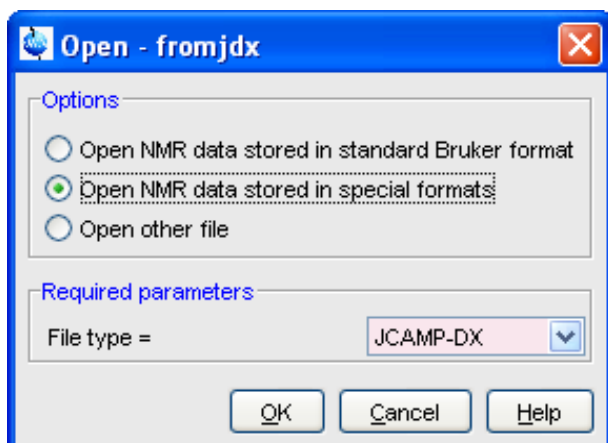 Open - fromjdx
Options
Open NMR data stored in standard Bruker format
Open NMR data stored in special formats
Open other file
Required parameters
File type = JCAMP-DX
OK Cancel Help